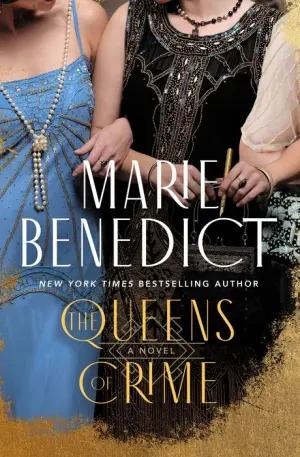 MARIE
BENEDICT
NEW YORK TIMES BESTSELLING AUTHOR
THE QUEENS
A NOVEL
OF CRIME